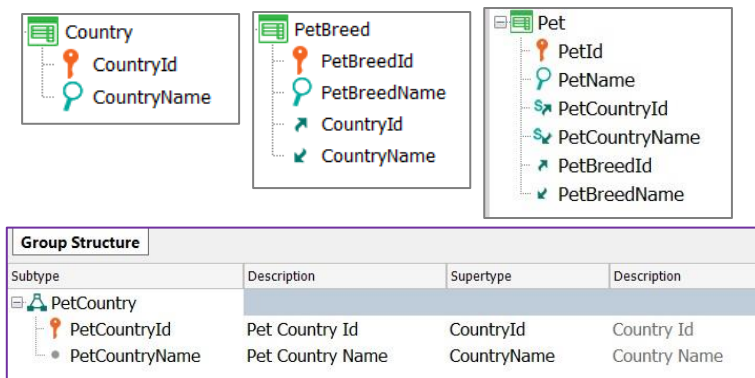 Country
CountryId
CountryName
PetBreed
PetBreedId
PetBreedName
CountryId
CountryName
Pet
PetId
PetName
PetCountryId
PetCountryName
PetBreedId
PetBreedName
Group Structure
Subtype Description Supertype Description
PetCountry
PetCountryId Pet Country Id CountryId Country Id
PetCountryName Pet Country Name CountryName Country Name